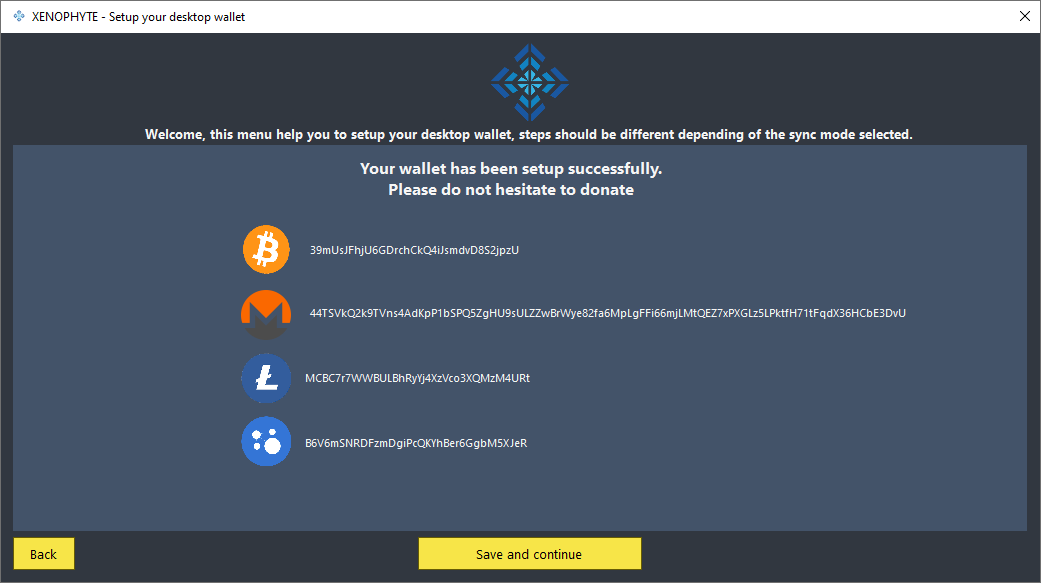 XENOPHYTE - Setup your desktop wallet
Welcome, this menu help you to setup your desktop wallet, steps should be different depending of the sync mode selected.
Your wallet has been setup successfully.
Please do not hesitate to donate
39mUsJFhjU6GDrchCkQ4iJsmdvD8S2jpzU
44TSVkQ2k9TVns4AdKpP1bSPQ5ZgHU9sULZZwBrWye82fa6MpLgFFi66mjLMtQEZ7xPXGLz5LPktfH71tFqdX36HCbE3DvU
MCBC7r7WWBULBhRyYj4XzVco3XQMzM4URt
B6V6mSNRDFzmDgiPcQKYhBer6GgbM5XJeR
Back
Save and continue